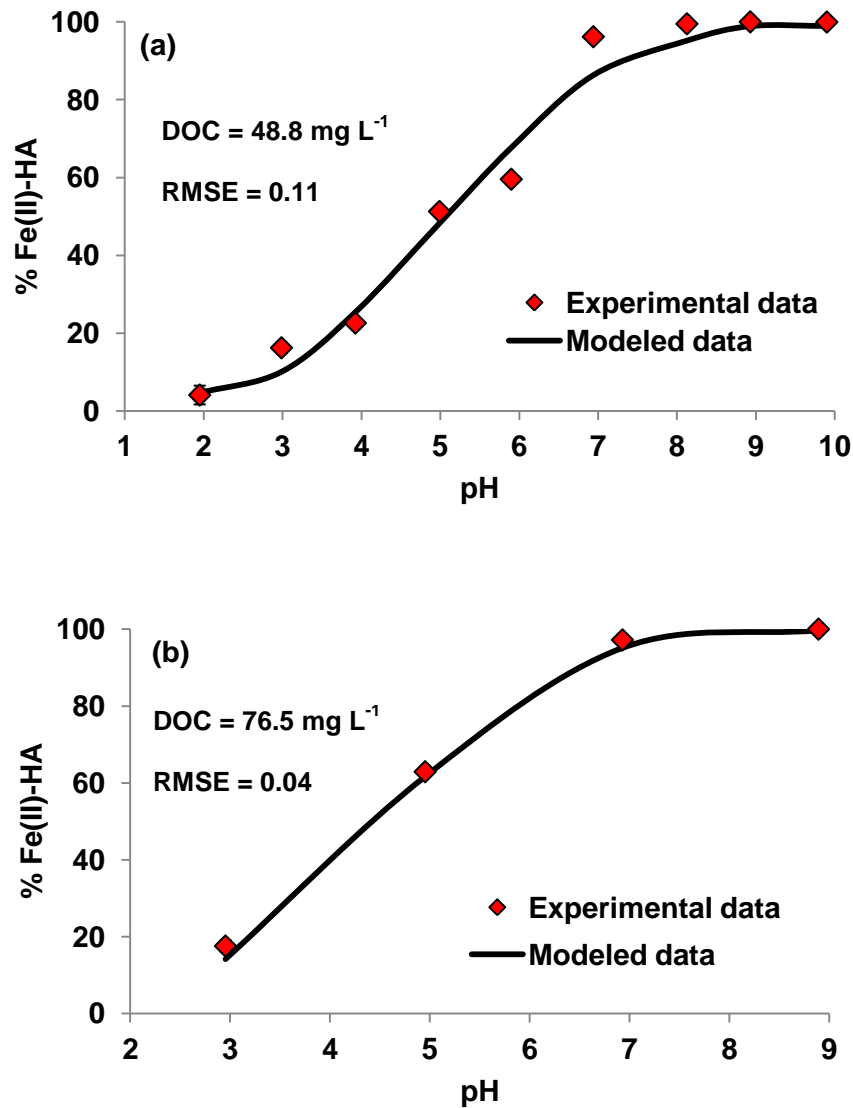 100
(a)
80
DOC = 48.8 mg L-1
60
RMSE = 0.11
40
% Fe(II)-HA
Experimental data
20
Modeled data
0
1 2 3 4 5 6 7 8 9 10
pH
100
(b)
80
DOC = 76.5 mg L-1
60
RMSE = 0.04
40
% Fe(II)-HA
Experimental data
20
Modeled data
0
2 3 4 5 6 7 8 9
pH